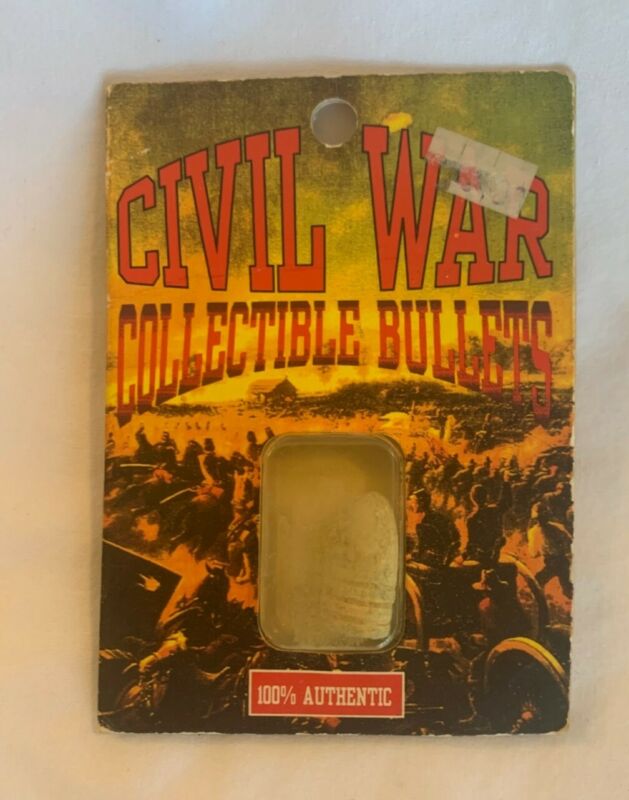 CIVIL WAR
COLLECTIBLE BULLETS
100% AUTHENTIC